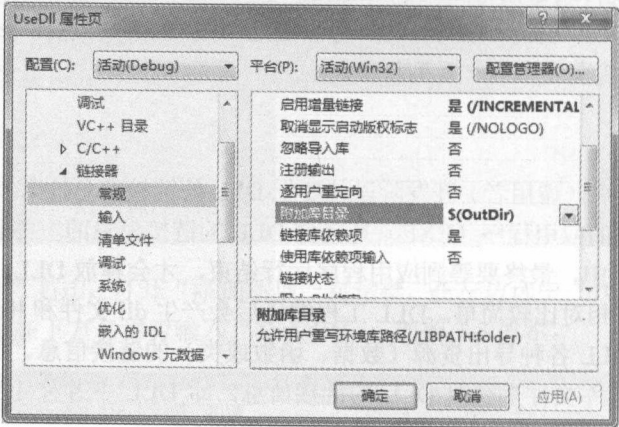 UseDll 属性页
配置(C): 活动(Debug) 平台(P): 活动(Win32) 配置管理器(O)...
调试
VC++ 目录
C/C++
链接器
常规
输入
清单文件
调试
系统
优化
嵌入的 IDL
Windows 元数据
启用增量链接 是 (/INCREMENTAL
取消显示启动版权标志 是 (/NOLOGO)
忽略导入库 否
注册输出 否
逐用户重定向 否
附加库目录 $(OutDir)
链接库依赖项 是
使用库依赖项输入 否
链接状态
附加库目录
允许用户重写环境库路径(/LIBPATH:folder)
确定 取消 应用(A)